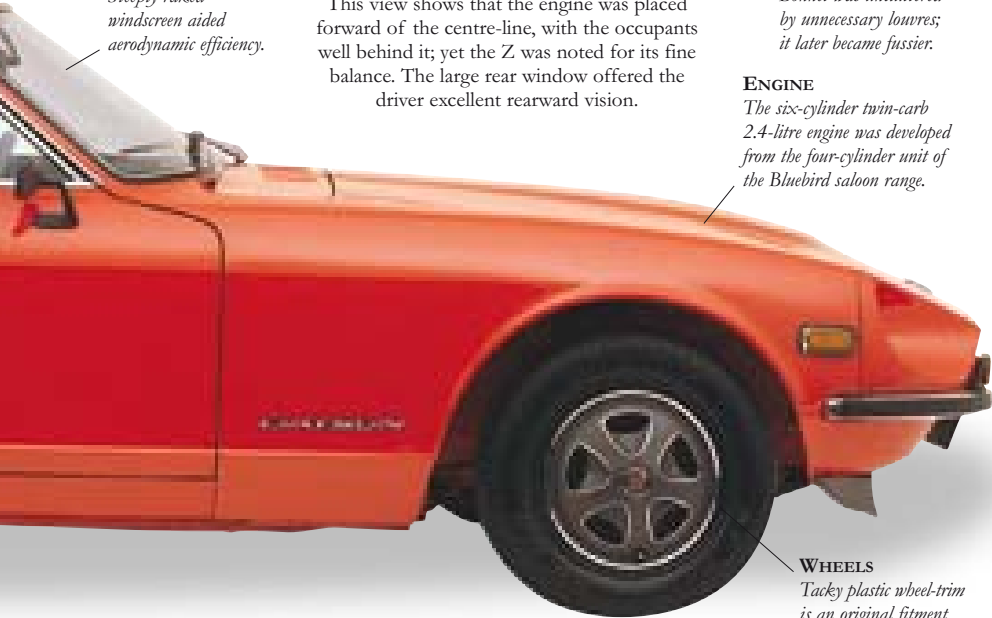 windscreen aided
aerodynamic efficiency.
This view shows that the engine was placed
forward of the centre-line, with the occupants
well behind it; yet the Z was noted for its fine
balance. The large rear window offered the
driver excellent rearward vision.
by unnecessary louvres;
it later became fussier.
ENGINE
The six-cylinder twin-carb
2.4-litre engine was developed
from the four-cylinder unit of
the Bluebird saloon range.
WHEELS
Tacky plastic wheel-trim
is an original fitment